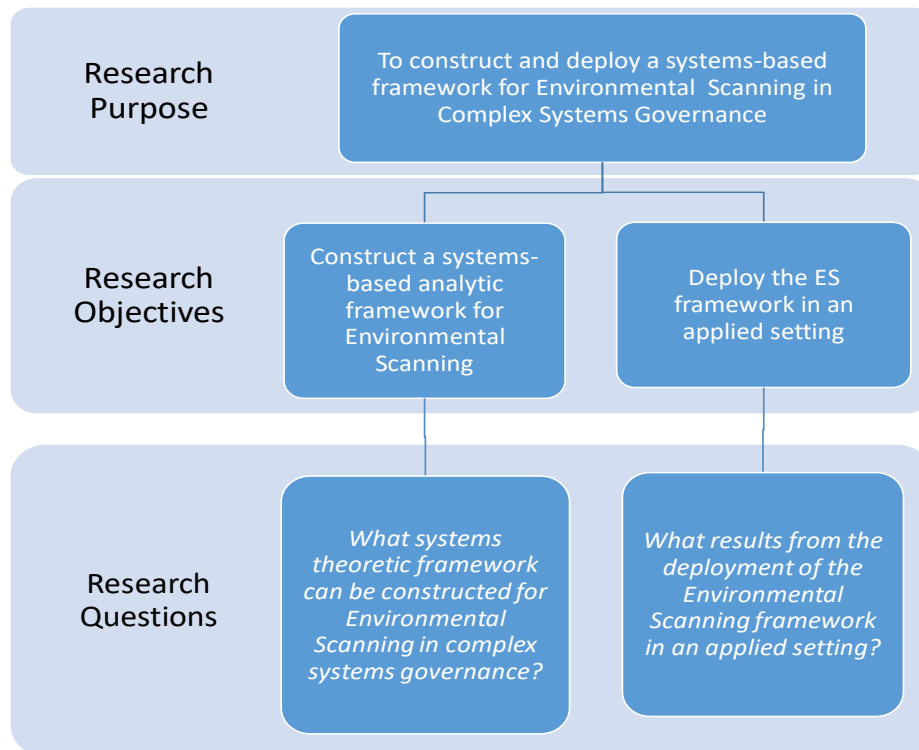 Research
Purpose
To construct and deploy a systems-based
framework for Environmental Scanning in
Complex Systems Governance
Research
Objectives
Construct a systems-
based analytic
framework for
Environmental
Scanning
Deploy the ES
framework in an
applied setting
Research
Questions
What systems
theoretic framework
can be constructed for
Environmental
Scanning in complex
systems governance?
What results from the
deployment of the
Environmental
Scanning framework
in an applied setting?